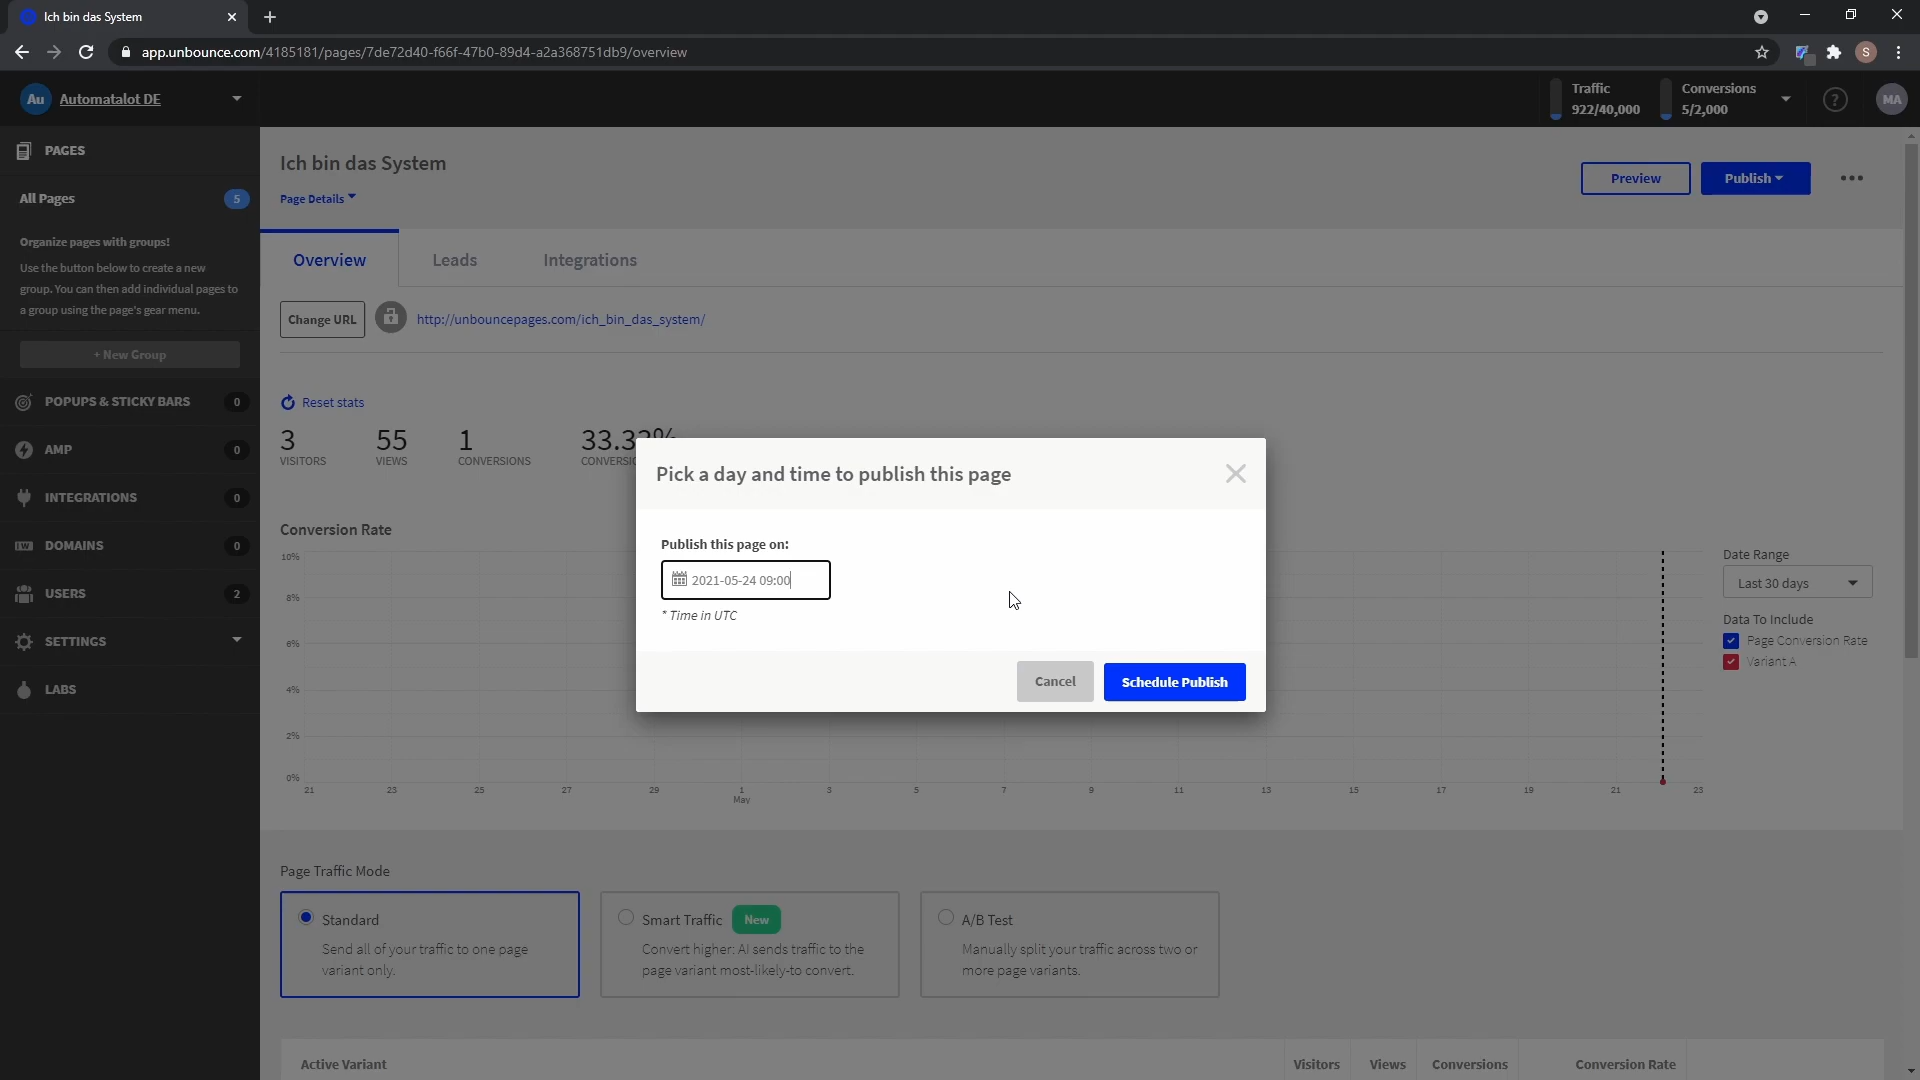 Ich bin das System
app.unbounce.com/4185181/pages/7de72d40-f66f-47b0-89d4-a2a368751db9/overview
S
Au
Automatalot DE
Traffic
922/40,000
Conversions
5/2,000
?
MA
PAGES
All Pages
5
Organize pages with groups!
Use the button below to create a new
group. You can then add individual pages to
a group using the page's gear menu.
+ New Group
POPUPS & STICKY BARS
0
AMP
0
INTEGRATIONS
0
DOMAINS
0
USERS
2
SETTINGS
LABS
Ich bin das System
Page Details
Preview
Publish
Overview
Leads
Integrations
Change URL
http://unbouncepages.com/ich_bin_das_system/
Reset stats
3
VISITORS
55
VIEWS
1
CONVERSIONS
Pick a day and time to publish this page
Publish this page on:
2021-05-24 09:00
* Time in UTC
Cancel
Schedule Publish
Conversion Rate
10%
8%
6%
4%
2%
0%
21
23
25
27
29
1
May
3
5
7
9
11
13
15
17
19
21
23
Date Range
Last 30 days
Data To Include
Page Conversion Rate
Variant A
Page Traffic Mode
Standard
Send all of your traffic to one page
variant only.
Smart Traffic
New
Convert higher: AI sends traffic to the
page variant most-likely-to convert.
A/B Test
Manually split your traffic across two or
more page variants.
Active Variant
Visitors
Views
Conversions
Conversion Rate